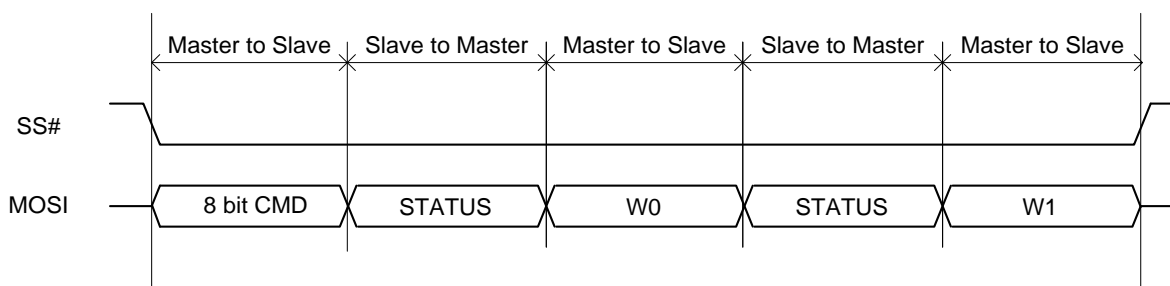 Master to Slave Slave to Master Master to Slave Slave to Master Master to Slave
SS#
MOSI 8 bit CMD STATUS W0 STATUS W1